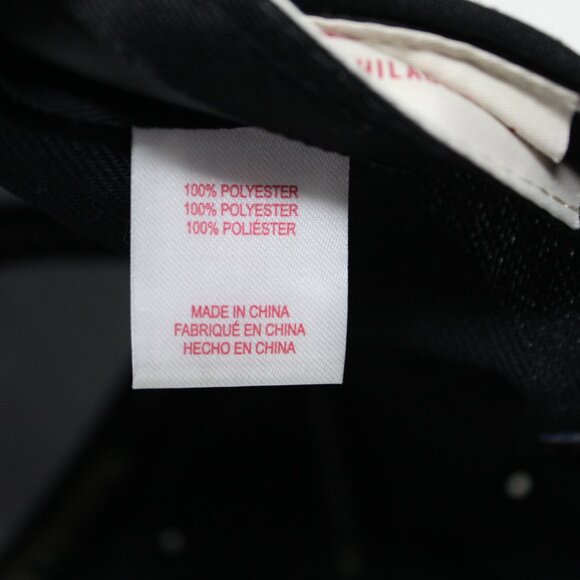 100% POLYESTER
100% POLYESTER
100% POLIÉSTER
MADE IN CHINA
FABRIQUÉ EN CHINA
HECHO EN CHINA